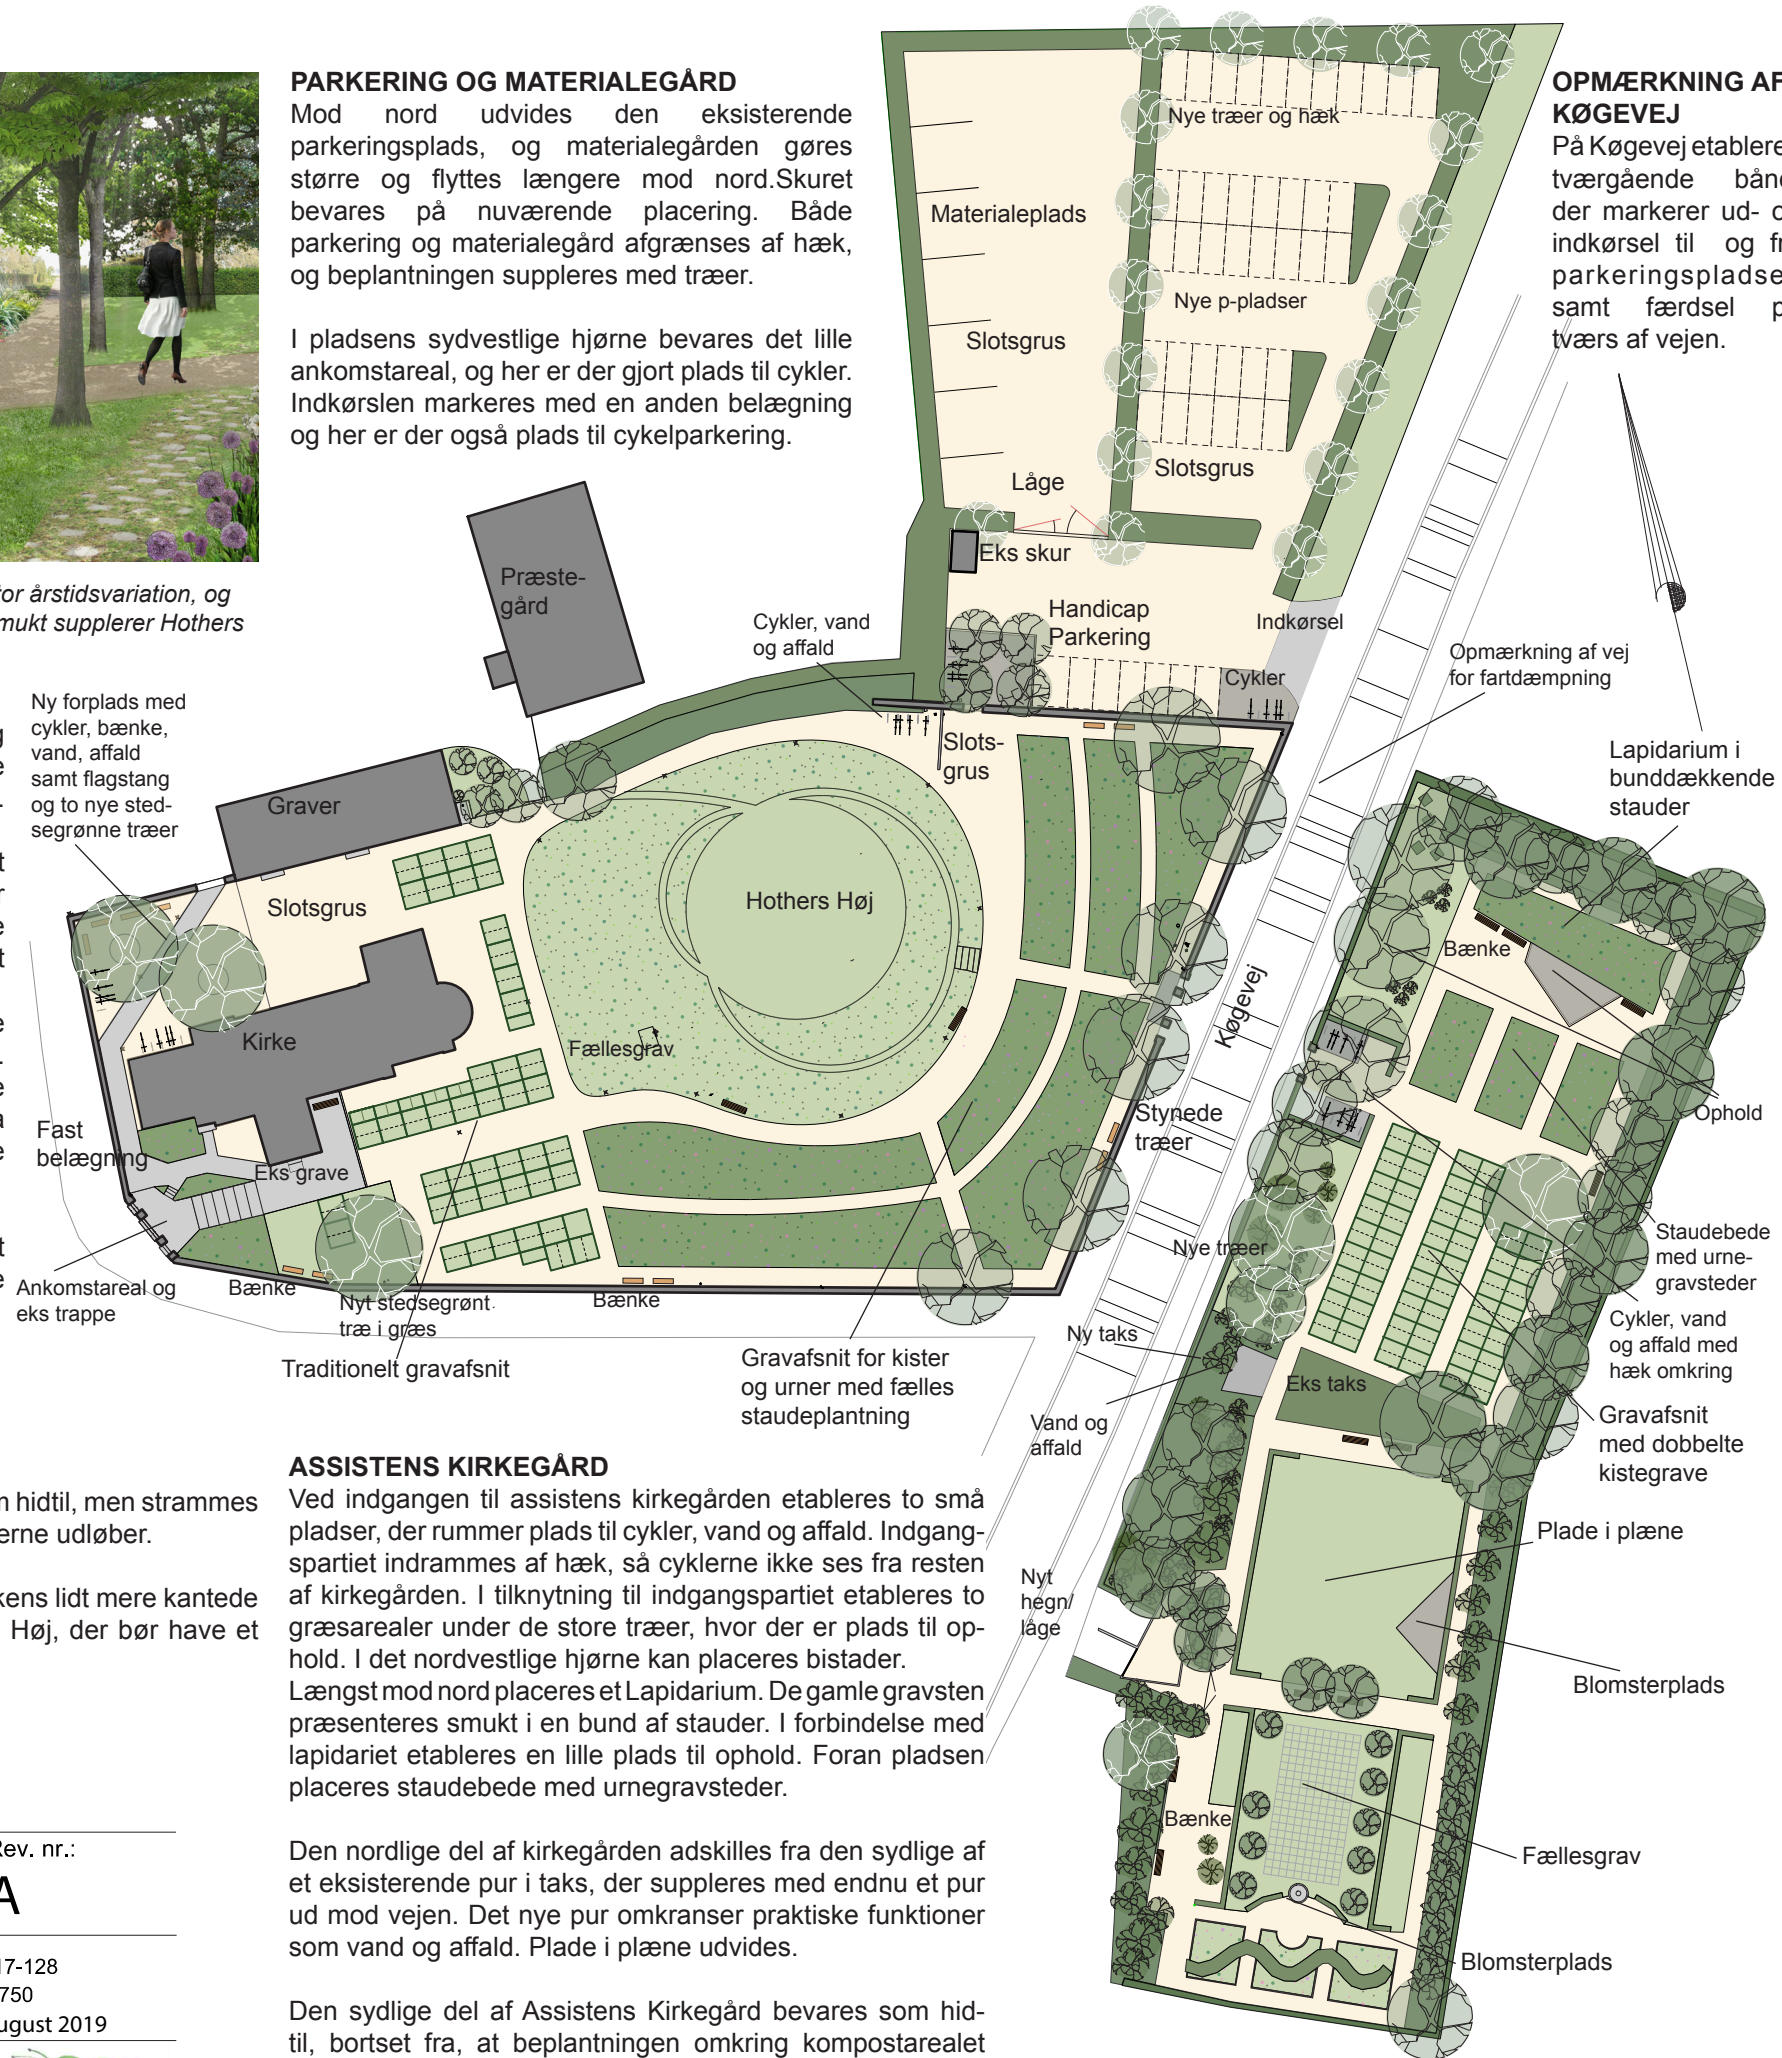 PARKERING OG MATERIALEGÅRD
Mod nord udvides den eksisterende
parkeringsplads, og materialegården gøres
større og flyttes længere mod nord.Skuret
bevares på nuværende placering. Både
parkering og materialegård afgrænses af hæk,
og beplantningen suppleres med træer.
I pladsens sydvestlige hjørne bevares det lille
ankomstareal, og her er der gjort plads til cykler.
Indkørslen markeres med en anden belægning
og her er der også plads til cykelparkering.
OPMÆRKNING AF
KØGEVEJ
På Køgevej etablere
tværgående bånd
der markerer ud- o
indkørsel til og fr
parkeringspladse
samt færdsel p
tværs af vejen.
for årstidsvariation, og
mukt supplerer Hothers
Nye træer og hæk
Materialeplads
Nye p-pladser
Slotsgrus
Slotsgrus
Låge
Eks skur
Handicap
Parkering
Indkørsel
Cykler
Præste-
gård
Cykler, vand
og affald
Opmærkning af vej
for fartdæmpning
Ny forplads med
cykler, bænke,
vand, affald
samt flagstang
og to nye sted-
segrønne træer
Graver
Slots-
grus
Lapidarium i
bunddækkende
stauder
Slotsgrus
Hothers Høj
Bænke
Kirke
Fællesgrav
Køgevej
Fast
belægning
Eks grave
Stynede
træer
Ophold
Ankomstareal og
eks trappe
Bænke
Nyt stedsegrønt
træ i græs
Bænke
Nye træer
Staudebede
med urne-
gravsteder
Traditionelt gravafsnit
Gravafsnit for kister
og urner med fælles
staudeplantning
Ny taks
Cykler, vand
og affald med
hæk omkring
Eks taks
Vand og
affald
Gravafsnit
med dobbelte
kistegrave
m hidtil, men strammes
erne udløber.
kens lidt mere kantede
Høj, der bør have et
ASSISTENS KIRKEGÅRD
Ved indgangen til assistens kirkegården etableres to små
pladser, der rummer plads til cykler, vand og affald. Indgang-
spartiet indrammes af hæk, så cyklerne ikke ses fra resten
af kirkegården. I tilknytning til indgangspartiet etableres to
græsarealer under de store træer, hvor der er plads til op-
hold. I det nordvestlige hjørne kan placeres bistader.
Længst mod nord placeres et Lapidarium. De gamle gravsten
præsenteres smukt i en bund af stauder. I forbindelse med
lapidariet etableres en lille plads til ophold. Foran pladsen
placeres staudebede med urnegravsteder.
Den nordlige del af kirkegården adskilles fra den sydlige af
et eksisterende pur i taks, der suppleres med endnu et pur
ud mod vejen. Det nye pur omkranser praktiske funktioner
som vand og affald. Plade i plæne udvides.
Den sydlige del af Assistens Kirkegård bevares som hid-
til, bortset fra, at beplantningen omkring kompostarealet
Plade i plæne
Nyt
hegn/
låge
Blomsterplads
Bænke
Fællesgrav
Blomsterplads
Rev. nr.:
A
17-128
750
ugust 2019